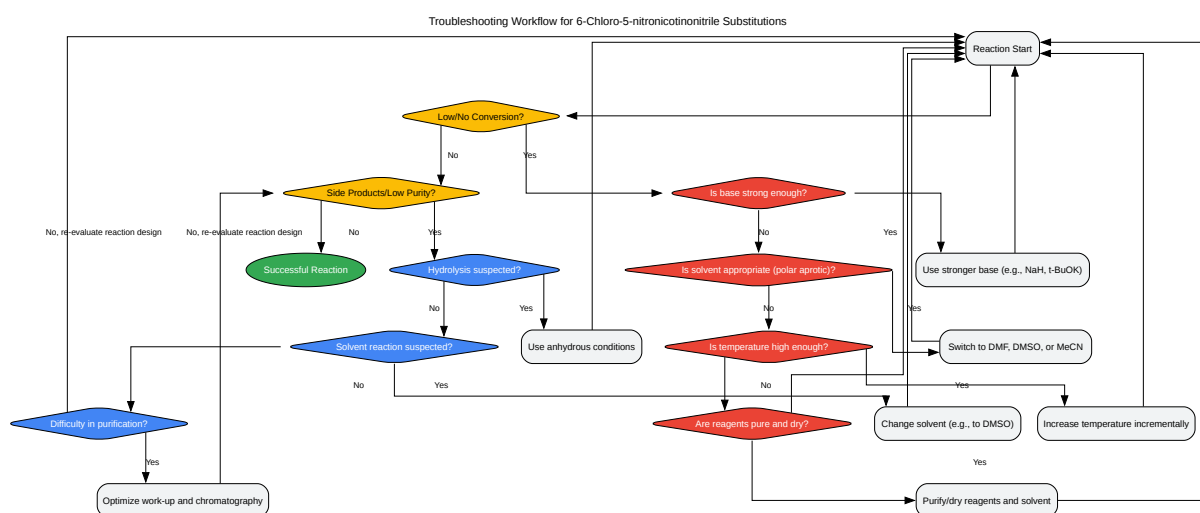 Troubleshooting Workflow for 6-Chloro-5-nitronicotinonitrile Substitutions
Reaction Start
Low/No Conversion?
No
Yes
Side Products/Low Purity?
Is base strong enough?
No, re-evaluate reaction design
No, re-evaluate reaction design
No
Yes
No
Yes
Successful Reaction
Hydrolysis suspected?
Is solvent appropriate (polar aprotic)?
Use stronger base (e.g., NaH, t-BuOK)
No
Yes
No
Yes
Solvent reaction suspected?
Use anhydrous conditions
Is temperature high enough?
Switch to DMF, DMSO, or MeCN
No
Yes
No
Yes
Difficulty in purification?
Are reagents pure and dry?
Change solvent (e.g., to DMSO)
Increase temperature incrementally
Yes
Yes
Optimize work-up and chromatography
Purify/dry reagents and solvent